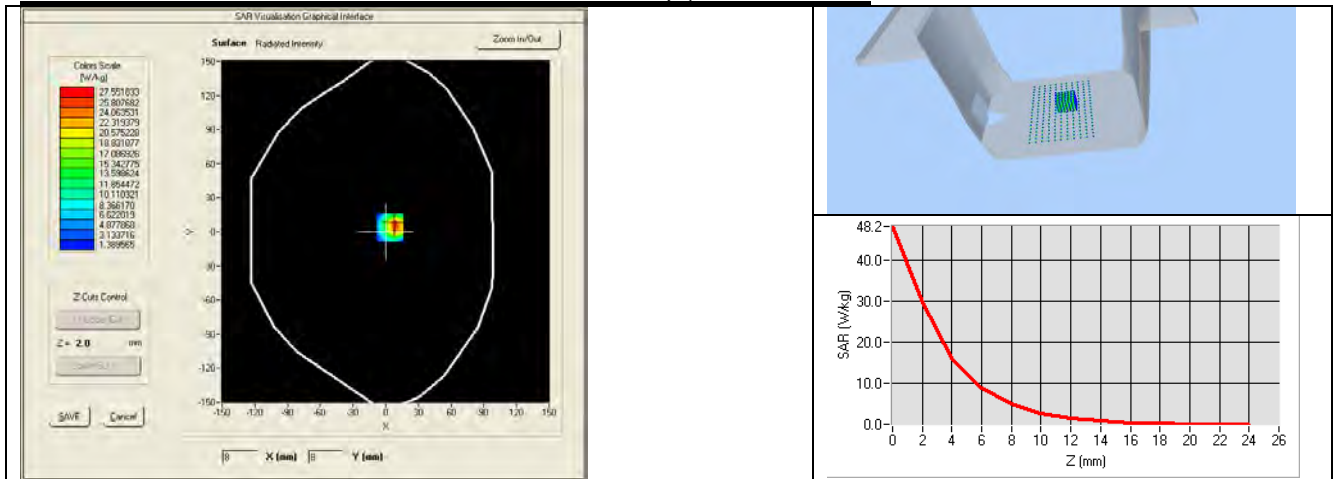 SAR Visualisation Graphical Interface
Surface Radiated Intensity
Zoom In/Out
Colors Scale
[W/kg]
27.551833
25.807682
24.063531
22.319379
20.575228
18.831077
17.086926
15.342775
13.598624
11.854472
10.110321
8.366170
6.622019
4.877868
3.133716
1.389565
Z Cuts Control
Z = 2.0 mm
SAVE
Cancel
150
120
90
60
30
0
-30
-60
-90
-120
-150
Y
-150 -120 -90 -60 -30 0 30 60 90 120 150
X
8 X (mm) 8 Y (mm)
48.2
40.0
30.0
20.0
10.0
0.0
SAR (W/kg)
0 2 4 6 8 10 12 14 16 18 20 22 24 26
Z (mm)